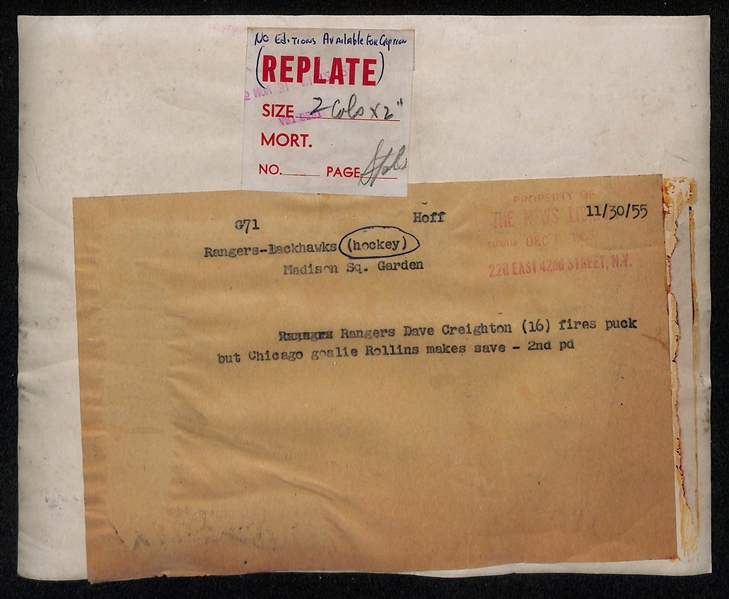 No Editions Available For Caption
(REPLATE)
SIZE 2 cols x 2"
MORT.
NO. PAGE
G71 Hoff 11/30/55
PROPERTY OF
THE NEWS
DEC
220 EAST 42nd STREET, N.Y.
Rangers-Backhawks (hockey)
Madison Sq. Garden
Rangers Dave Creighton (16) fires puck
but Chicago goalie Rollins makes save - 2nd pd